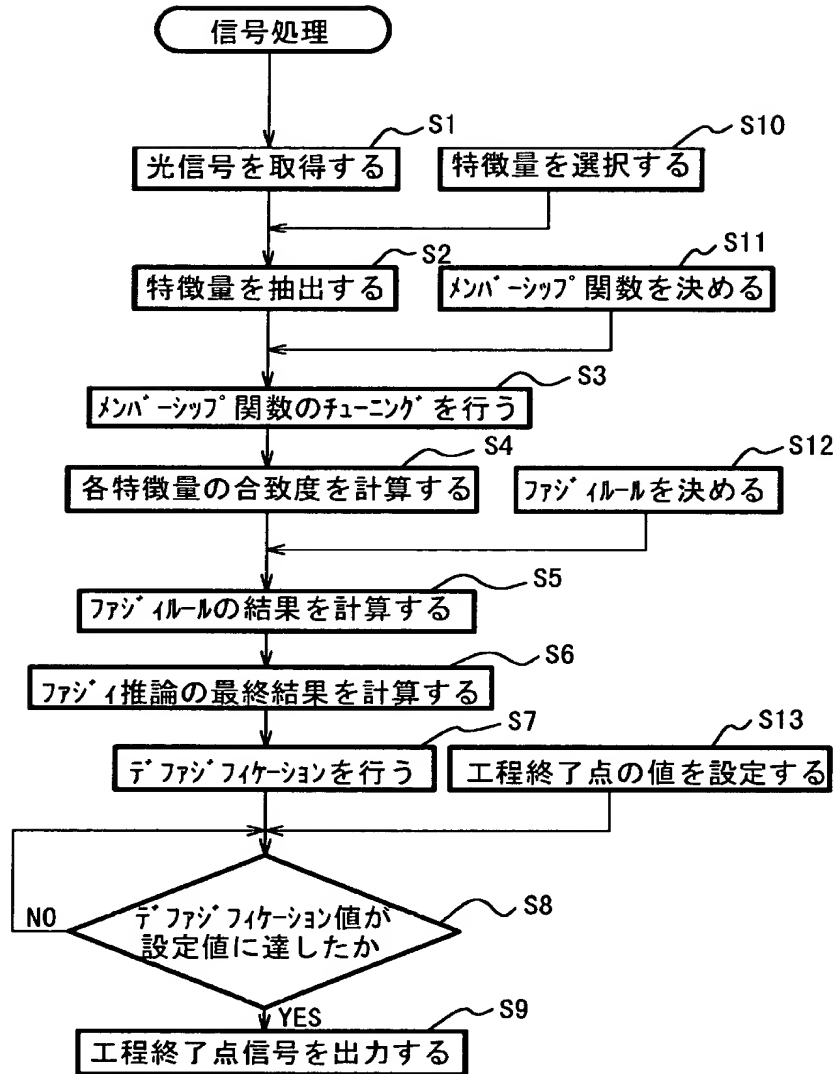 信号処理
S1
光信号を取得する
S10
特徴量を選択する
S2
特徴量を抽出する
S11
ﾒﾝﾊﾞｰｼｯﾌﾟ関数を決める
S3
ﾒﾝﾊﾞｰｼｯﾌﾟ関数のﾁｭｰﾆﾝｸﾞを行う
S4
各特徴量の合致度を計算する
S12
ﾌｧｼﾞｨﾙｰﾙを決める
S5
ﾌｧｼﾞｨﾙｰﾙの結果を計算する
S6
ﾌｧｼﾞｨ推論の最終結果を計算する
S7
ﾃﾞﾌｧｼﾞﾌｨｹｰｼｮﾝを行う
S13
工程終了点の値を設定する
NO
ﾃﾞﾌｧｼﾞﾌｨｹｰｼｮﾝ値が
設定値に達したか
S8
YES
S9
工程終了点信号を出力する